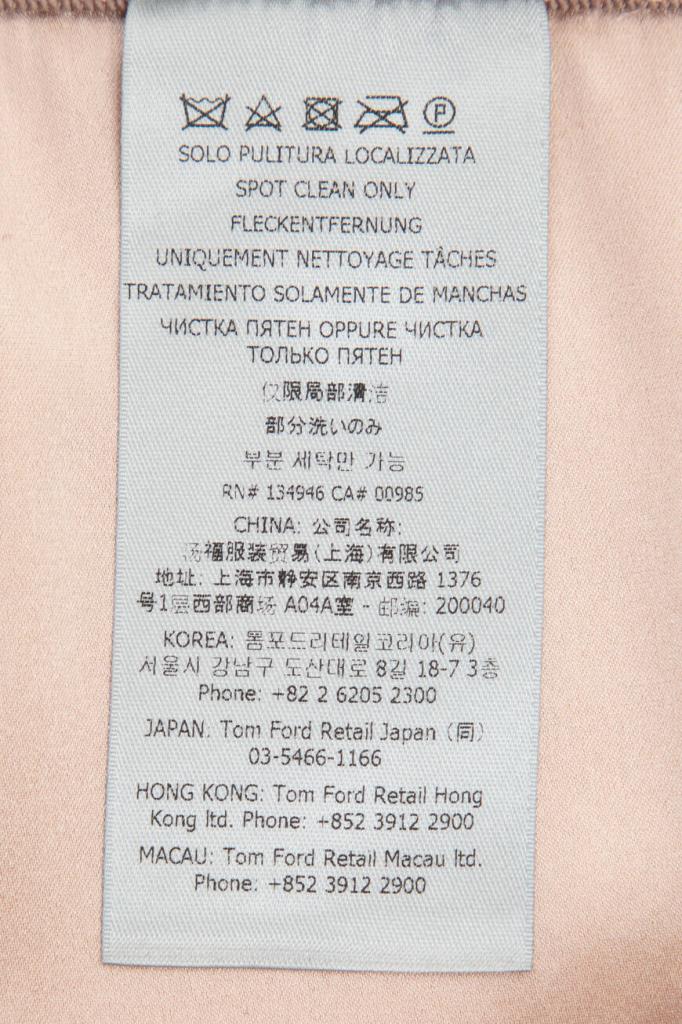 P
SOLO PULITURA LOCALIZZATA
SPOT CLEAN ONLY
FLECKENTFERNUNG
UNIQUEMENT NETTOYAGE TÂCHES
TRATAMIENTO SOLAMENTE DE MANCHAS
ЧИСТКА ПЯТЕН OPPURE ЧИСТКА
ТОЛЬКО ПЯТЕН
仅限局部清洁
部分洗いのみ
부분 세탁만 가능
RN# 134946 CA# 00985
CHINA: 公司名称:
汤福服装贸易(上海)有限公司
地址: 上海市静安区南京西路 1376
号1层西部商场 A04A室 - 邮编: 200040
KOREA: 톰포드리테일코리아(유)
서울시 강남구 도산대로 8길 18-7 3층
Phone: +82 2 6205 2300
JAPAN: Tom Ford Retail Japan (同)
03-5466-1166
HONG KONG: Tom Ford Retail Hong
Kong ltd. Phone: +852 3912 2900
MACAU: Tom Ford Retail Macau ltd.
Phone: +852 3912 2900